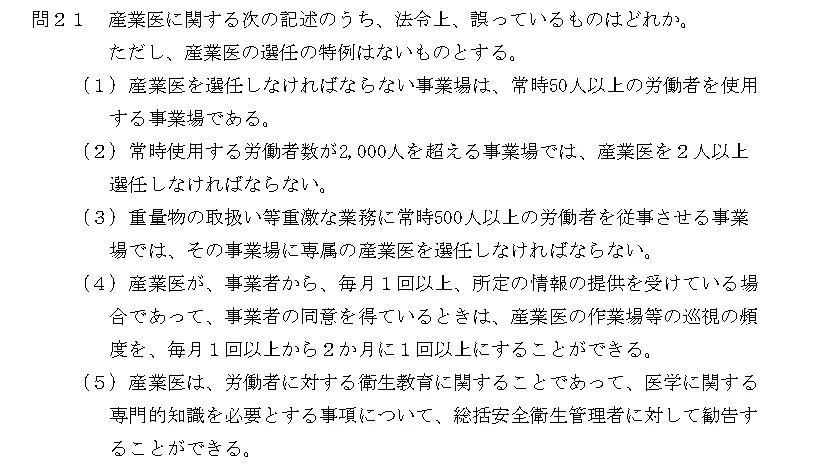 問２１　産業医に関する次の記述のうち、法令上、誤っているものはどれか。
ただし、産業医の選任の特例はないものとする。
（１）産業医を選任しなければならない事業場は、常時50人以上の労働者を使用
する事業場である。
（２）常時使用する労働者数が2,000人を超える事業場では、産業医を２人以上
選任しなければならない。
（３）重量物の取扱い等重激な業務に常時500人以上の労働者を従事させる事業
場では、その事業場に専属の産業医を選任しなければならない。
（４）産業医が、事業者から、毎月１回以上、所定の情報の提供を受けている場
合であって、事業者の同意を得ているときは、産業医の作業場等の巡視の頻
度を、毎月１回以上から２か月に１回以上にすることができる。
（５）産業医は、労働者に対する衛生教育に関することであって、医学に関する
専門的知識を必要とする事項について、総括安全衛生管理者に対して勧告す
ることができる。